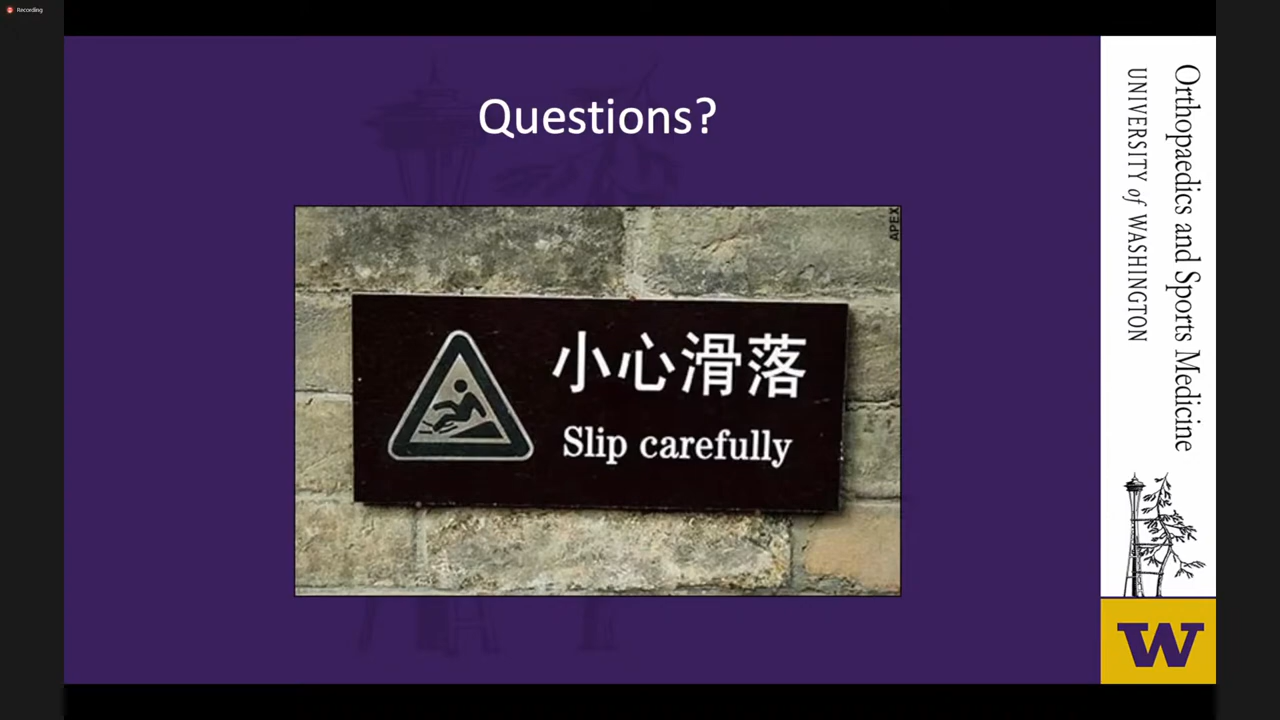 Recording
Questions?
APEX
小心滑落
Slip carefully
Orthopaedics and Sports Medicine
UNIVERSITY of WASHINGTON
W